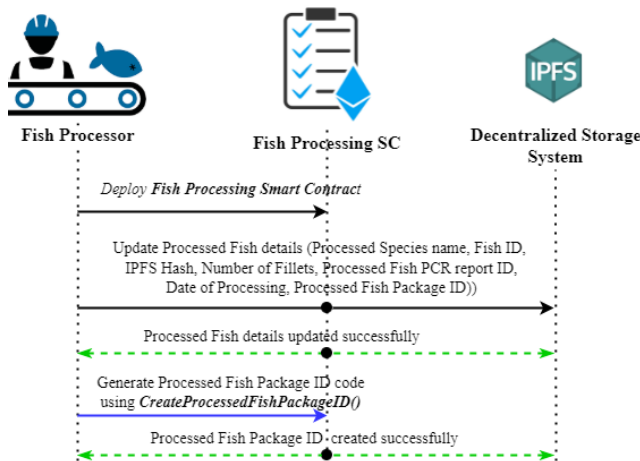 IPFS
Fish Processor
Fish Processing SC
Decentralized Storage
System
Deploy Fish Processing Smart Contract
Update Processed Fish details (Processed Species name, Fish ID,
IPFS Hash, Number of Fillets, Processed Fish PCR report ID,
Date of Processing, Processed Fish Package ID))
Processed Fish details updated successfully
Generate Processed Fish Package ID code
using CreateProcessedFishPackageID()
Processed Fish Package ID created successfully